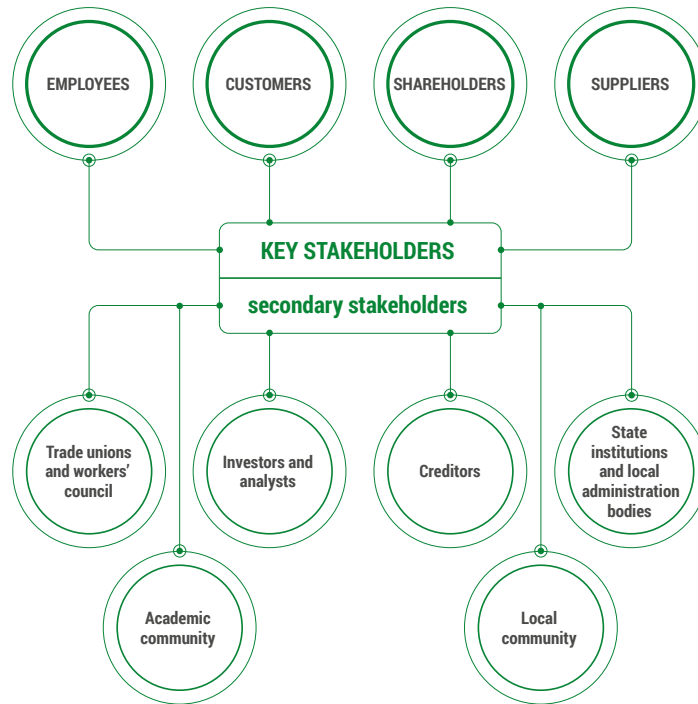 EMPLOYEES
CUSTOMERS
SHAREHOLDERS
SUPPLIERS
KEY STAKEHOLDERS
secondary stakeholders
Trade unions
and workers’
council
Investors and
analysts
Creditors
State
institutions
and local
administration
bodies
Academic
community
Local
community